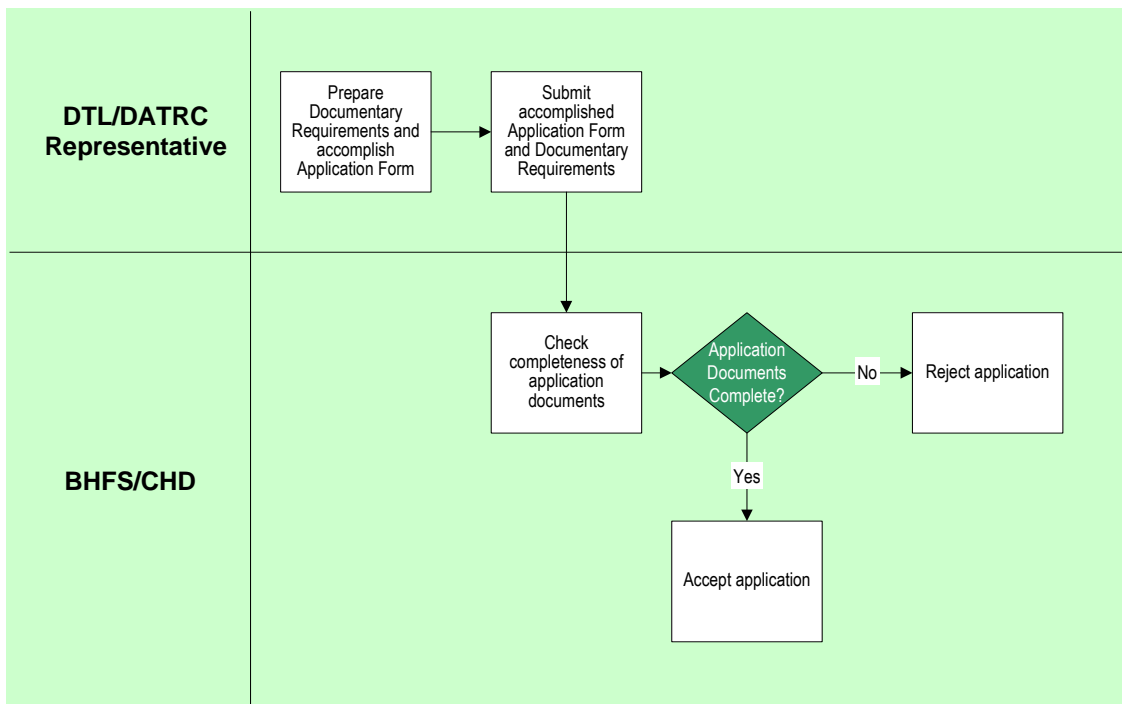 DTL/DATRC
Representative
Prepare
Documentary
Requirements and
accomplish
Application Form
Submit
accomplished
Application Form
and Documentary
Requirements
BHFS/CHD
Check
completeness of
application
documents
Application
Documents
Complete?
No
Reject application
Yes
Accept application